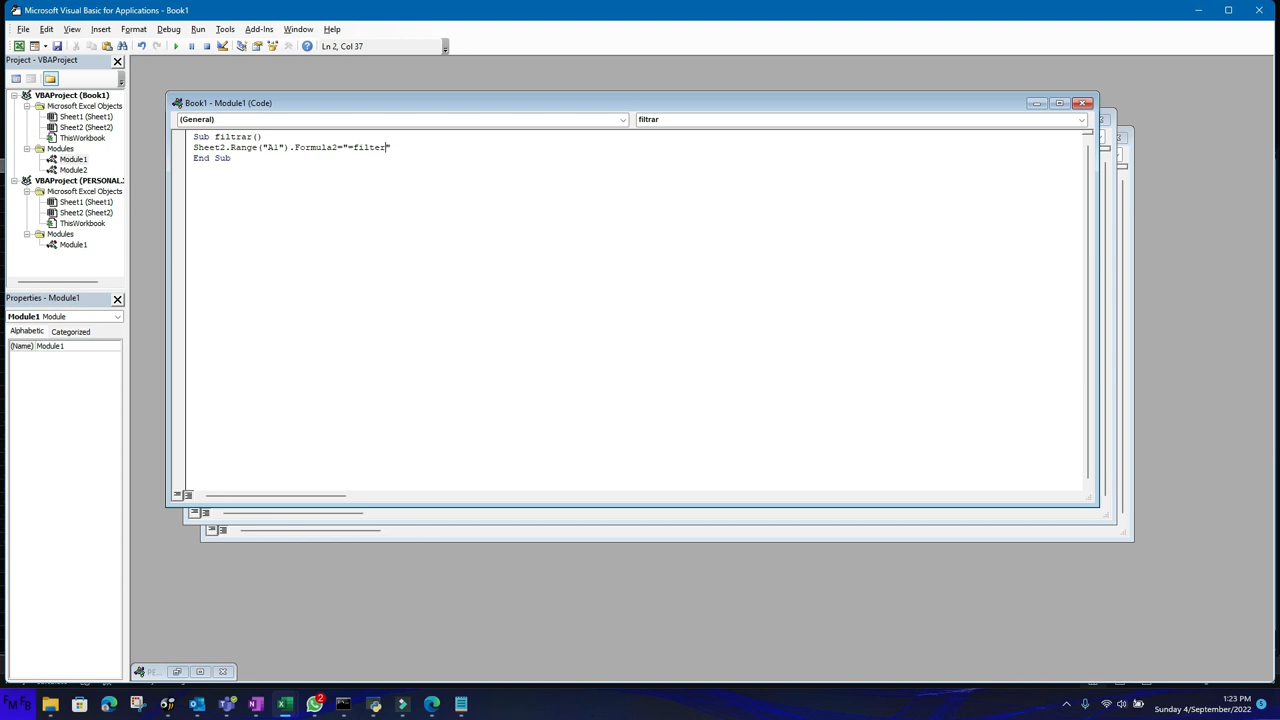 Microsoft Visual Basic for Applications - Book1
File Edit View Insert Format Debug Run Tools Add-Ins Window Help
Ln 2, Col 37
Project - VBAProject
VBAProject (Book1)
Microsoft Excel Objects
Sheet1 (Sheet1)
Sheet2 (Sheet2)
ThisWorkbook
Modules
Module1
Module2
VBAProject (PERSONAL.
Microsoft Excel Objects
Sheet1 (Sheet1)
Sheet2 (Sheet2)
ThisWorkbook
Modules
Module1
Properties - Module1
Module1 Module
Alphabetic Categorized
(Name) Module1
Book1 - Module1 (Code)
(General) filtrar
Sub filtrar()
Sheet2.Range("A1").Formula2="=filter"
End Sub
PE...
FMFB
2
1:23 PM
Sunday 4/September/2022